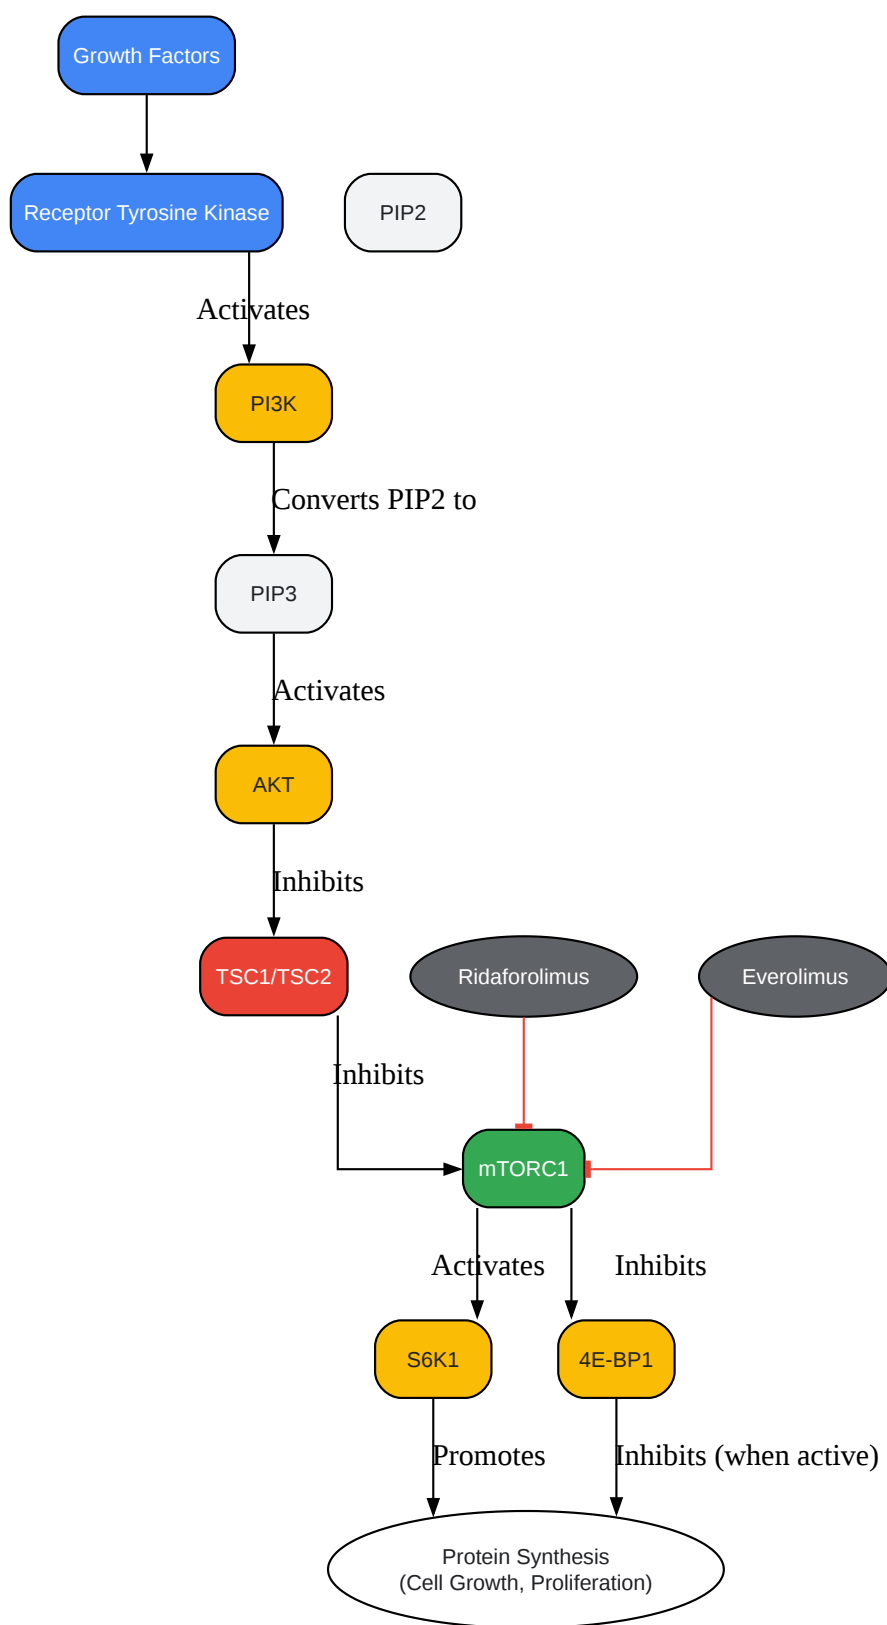 Growth Factors
Receptor Tyrosine Kinase
PIP2
Activates
PI3K
Converts PIP2 to
PIP3
Activates
AKT
Inhibits
TSC1/TSC2
Ridaforolimus
Everolimus
Inhibits
mTORC1
Activates
Inhibits
S6K1
4E-BP1
Promotes
Inhibits (when active)
Protein Synthesis
(Cell Growth, Proliferation)